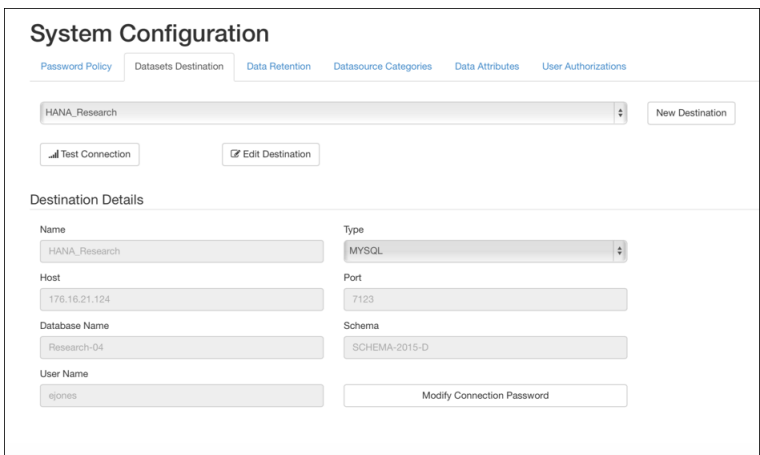 System Configuration
Password Policy Datasets Destination Data Retention Datasource Categories Data Attributes User Authorizations
HANA_Research New Destination
Test Connection Edit Destination
Destination Details
Name Type
HANA_Research MYSQL
Host Port
176.16.21.124 7123
Database Name Schema
Research-04 SCHEMA-2015-D
User Name
ejones Modify Connection Password